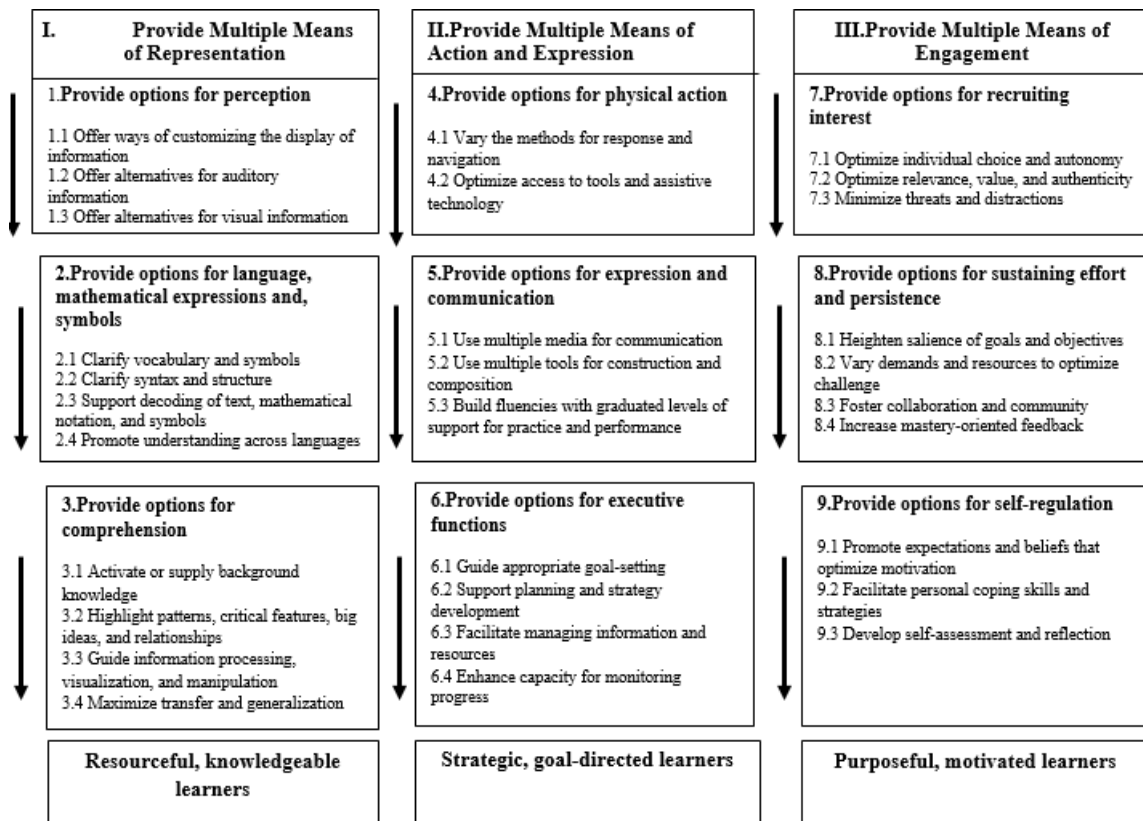 I. Provide Multiple Means
of Representation
1.Provide options for perception
1.1 Offer ways of customizing the display of
information
1.2 Offer alternatives for auditory
information
1.3 Offer alternatives for visual information
2.Provide options for language,
mathematical expressions and,
symbols
2.1 Clarify vocabulary and symbols
2.2 Clarify syntax and structure
2.3 Support decoding of text, mathematical
notation, and symbols
2.4 Promote understanding across languages
3.Provide options for
comprehension
3.1 Activate or supply background
knowledge
3.2 Highlight patterns, critical features, big
ideas, and relationships
3.3 Guide information processing,
visualization, and manipulation
3.4 Maximize transfer and generalization
Resourceful, knowledgeable
learners
II.Provide Multiple Means of
Action and Expression
4.Provide options for physical action
4.1 Vary the methods for response and
navigation
4.2 Optimize access to tools and assistive
technology
5.Provide options for expression and
communication
5.1 Use multiple media for communication
5.2 Use multiple tools for construction and
composition
5.3 Build fluencies with graduated levels of
support for practice and performance
6.Provide options for executive
functions
6.1 Guide appropriate goal-setting
6.2 Support planning and strategy
development
6.3 Facilitate managing information and
resources
6.4 Enhance capacity for monitoring
progress
Strategic, goal-directed learners
III.Provide Multiple Means of
Engagement
7.Provide options for recruiting
interest
7.1 Optimize individual choice and autonomy
7.2 Optimize relevance, value, and authenticity
7.3 Minimize threats and distractions
8.Provide options for sustaining effort
and persistence
8.1 Heighten salience of goals and objectives
8.2 Vary demands and resources to optimize
challenge
8.3 Foster collaboration and community
8.4 Increase mastery-oriented feedback
9.Provide options for self-regulation
9.1 Promote expectations and beliefs that
optimize motivation
9.2 Facilitate personal coping skills and
strategies
9.3 Develop self-assessment and reflection
Purposeful, motivated learners